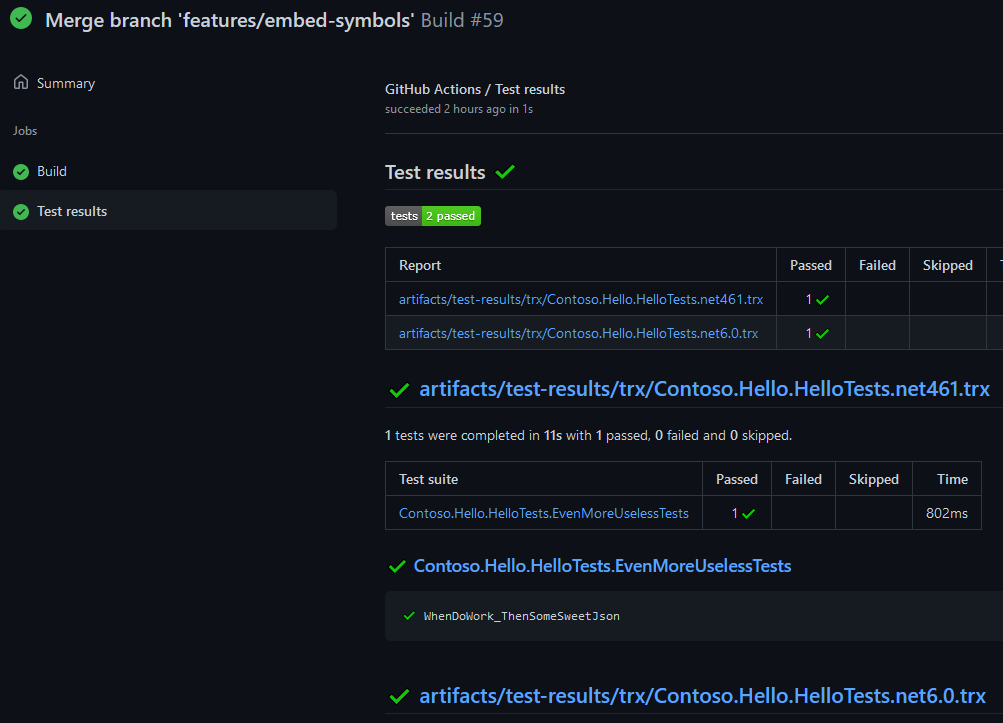 Merge branch 'features/embed-symbols' Build #59
Summary
Jobs
Build
Test results
GitHub Actions / Test results
succeeded 2 hours ago in 1s
Test results
tests 2 passed
Report Passed Failed Skipped
artifacts/test-results/trx/Contoso.Hello.HelloTests.net461.trx 1
artifacts/test-results/trx/Contoso.Hello.HelloTests.net6.0.trx 1
artifacts/test-results/trx/Contoso.Hello.HelloTests.net461.trx
1 tests were completed in 11s with 1 passed, 0 failed and 0 skipped.
Test suite Passed Failed Skipped Time
Contoso.Hello.HelloTests.EvenMoreUselessTests 1 802ms
Contoso.Hello.HelloTests.EvenMoreUselessTests
WhenDoWork_ThenSomeSweetJson
artifacts/test-results/trx/Contoso.Hello.HelloTests.net6.0.trx